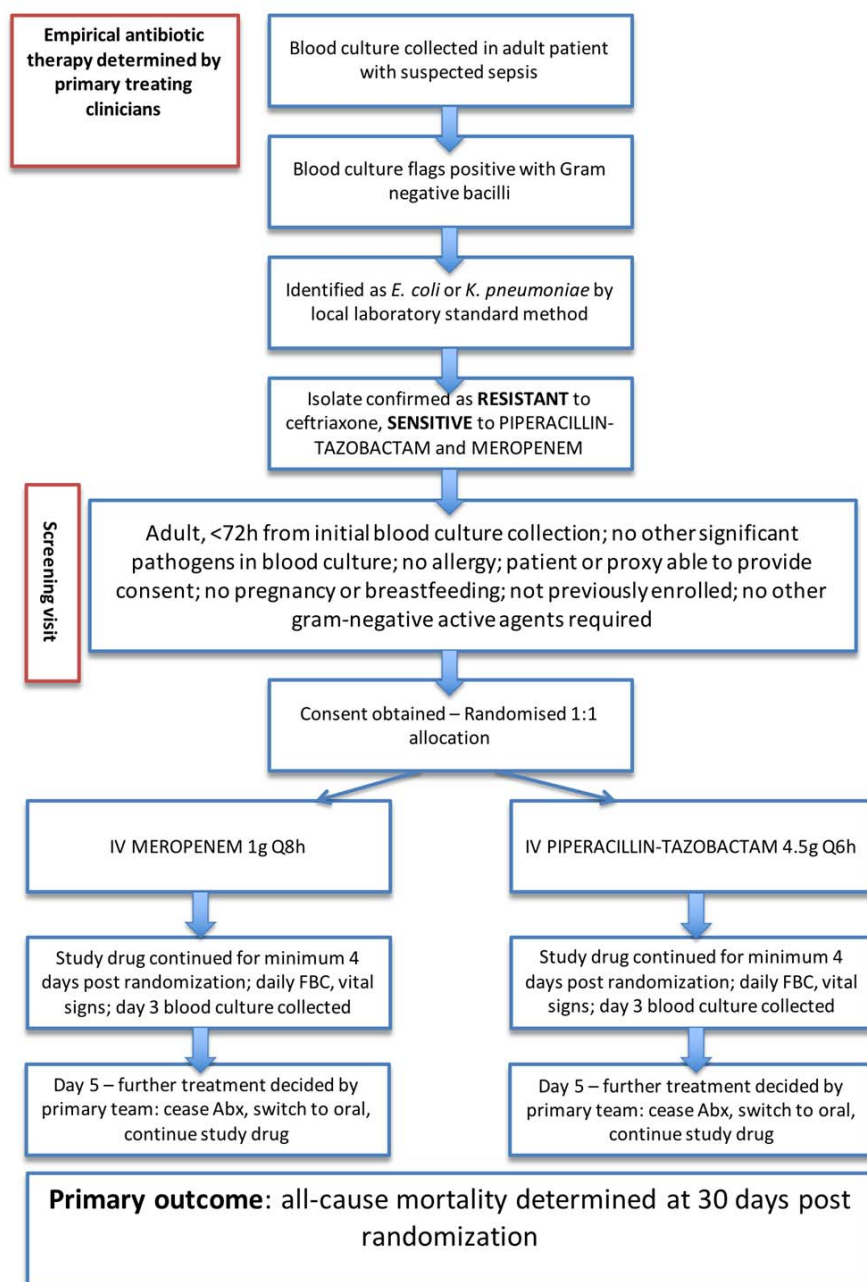 Empirical antibiotic
therapy determined by
primary treating
clinicians
Blood culture collected in adult patient
with suspected sepsis
Blood culture flags positive with Gram
negative bacilli
Identified as E. coli or K. pneumoniae by
local laboratory standard method
Isolate confirmed as RESISTANT to
ceftriaxone, SENSITIVE to PIPERACILLIN-
TAZOBACTAM and MEROPENEM
Screening visit
Adult, <72h from initial blood culture collection; no other significant
pathogens in blood culture; no allergy; patient or proxy able to provide
consent; no pregnancy or breastfeeding; not previously enrolled; no other
gram-negative active agents required
Consent obtained – Randomised 1:1
allocation
IV MEROPENEM 1g Q8h
IV PIPERACILLIN-TAZOBACTAM 4.5g Q6h
Study drug continued for minimum 4
days post randomization; daily FBC, vital
signs; day 3 blood culture collected
Study drug continued for minimum 4
days post randomization; daily FBC, vital
signs; day 3 blood culture collected
Day 5 – further treatment decided by
primary team: cease Abx, switch to oral,
continue study drug
Day 5 – further treatment decided by
primary team: cease Abx, switch to oral,
continue study drug
Primary outcome: all-cause mortality determined at 30 days post
randomization